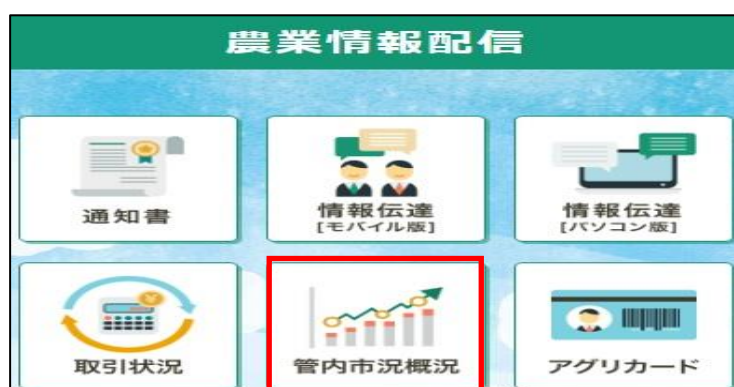 農業情報配信
通知書
情報伝達
[モバイル版]
情報伝達
[パソコン版]
取引状況
管内市況概況
アグリカード